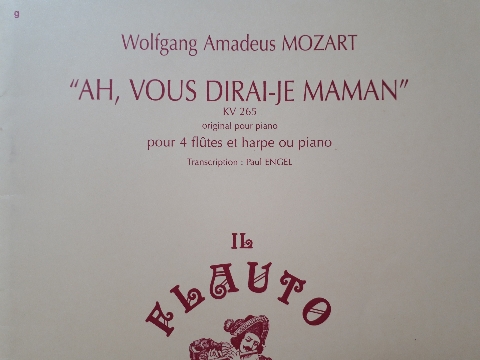 g
Wolfgang Amadeus MOZART
"AH, VOUS DIRAI-JE MAMAN"
KV 265
original pour piano
pour 4 flûtes et harpe ou piano
Transcription : Paul ENGEL
IL
FLAUTO